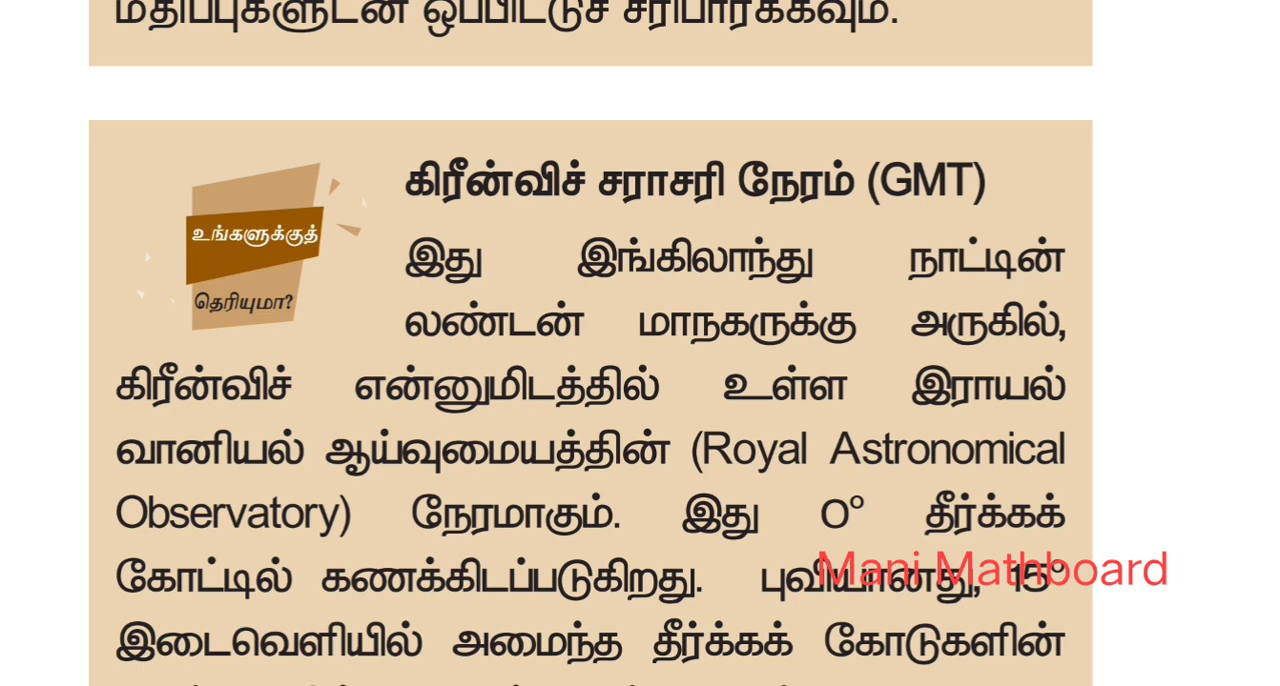 மதிப்புகளுடன் ஒப்பிட்டுச் சரிபார்க்கவும்.
உங்களுக்குத்
தெரியுமா?
கிரீன்விச் சராசரி நேரம் (GMT)
இது இங்கிலாந்து நாட்டின்
லண்டன் மாநகருக்கு அருகில்,
கிரீன்விச் என்னுமிடத்தில் உள்ள இராயல்
வானியல் ஆய்வுமையத்தின் (Royal Astronomical
Observatory) நேரமாகும். இது 0° தீர்க்கக்
கோட்டில் கணக்கிடப்படுகிறது. புவியானது, 15°
Mani Mathboard
இடைவெளியில் அமைந்த தீர்க்கக் கோடுகளின்